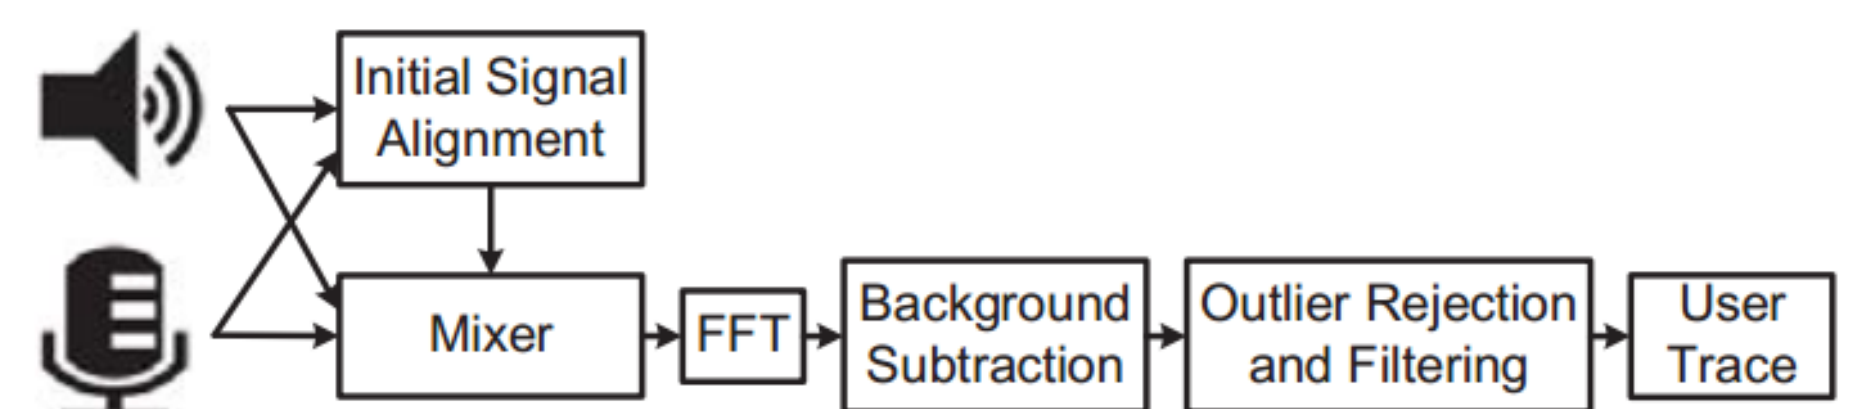 Initial Signal
Alignment
Mixer
FFT
Background
Subtraction
Outlier Rejection
and Filtering
User
Trace